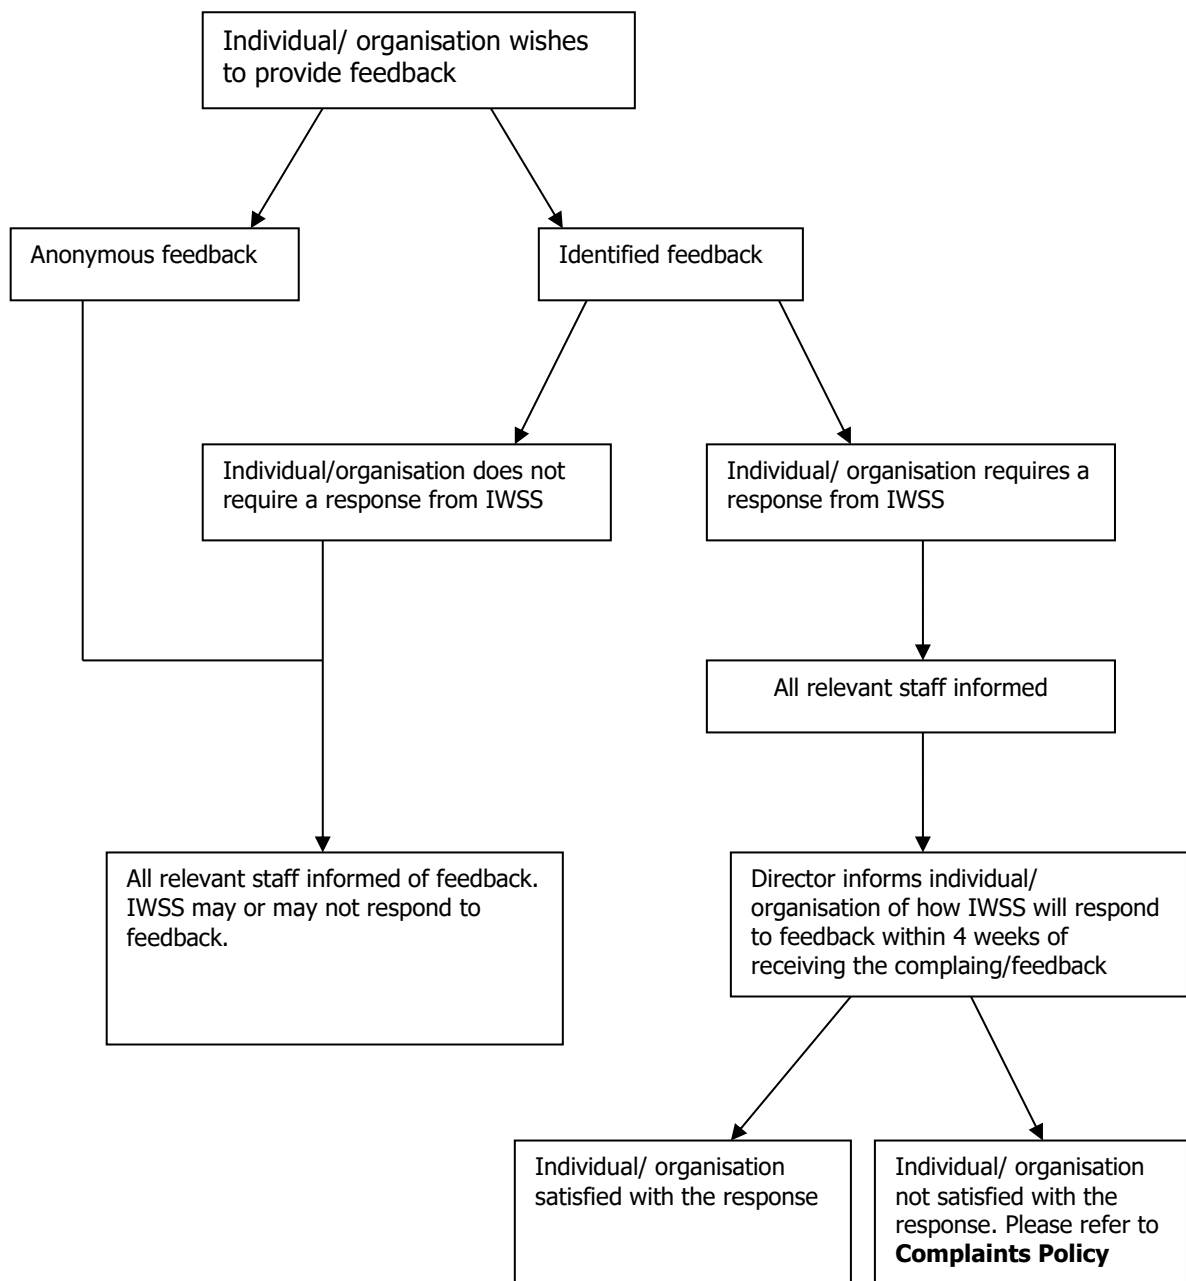 Individual/ organisation wishes
to provide feedback
Anonymous feedback
Identified feedback
Individual/organisation does not
require a response from IWSS
Individual/ organisation requires a
response from IWSS
All relevant staff informed
All relevant staff informed of feedback.
IWSS may or may not respond to
feedback.
Director informs individual/
organisation of how IWSS will respond
to feedback within 4 weeks of
receiving the complaing/feedback
Individual/ organisation
satisfied with the response
Individual/ organisation
not satisfied with the
response. Please refer to
Complaints Policy